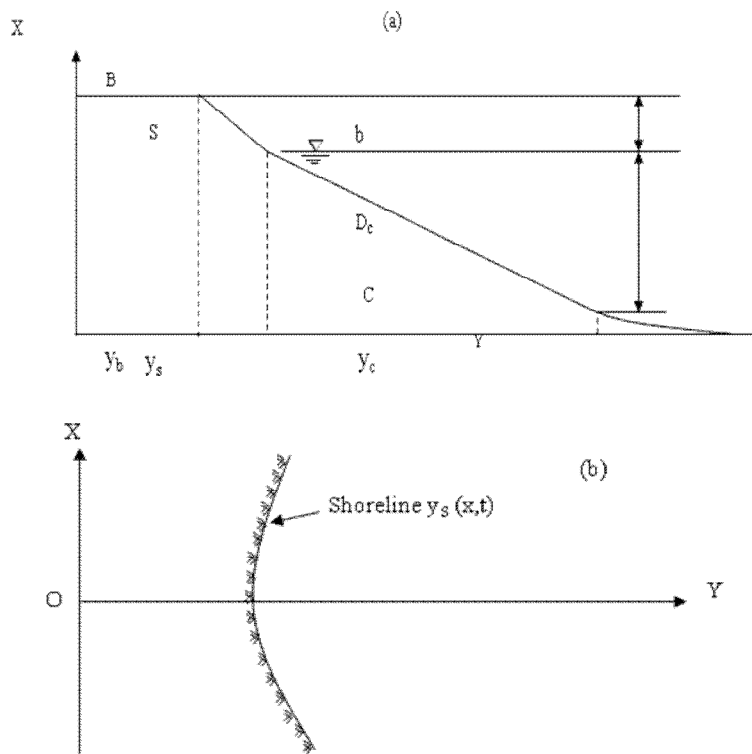 (a)
X
B
S
b
D_c
C
Y
y_b y_s y_c
X
(b)
Shoreline y_s (x,t)
O
Y